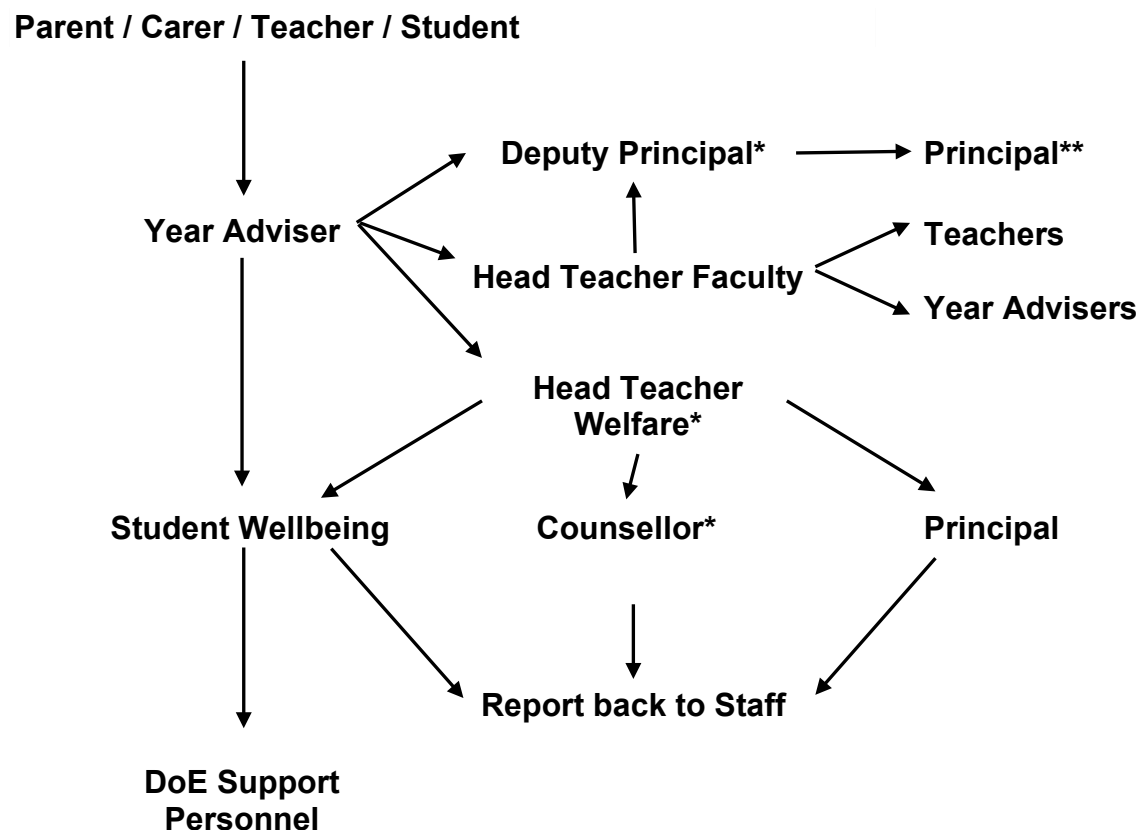 Parent / Carer / Teacher / Student
Deputy Principal*
Principal**
Year Adviser
Teachers
Head Teacher Faculty
Year Advisers
Head Teacher
Welfare*
Student Wellbeing
Counsellor*
Principal
Report back to Staff
DoE Support
Personnel